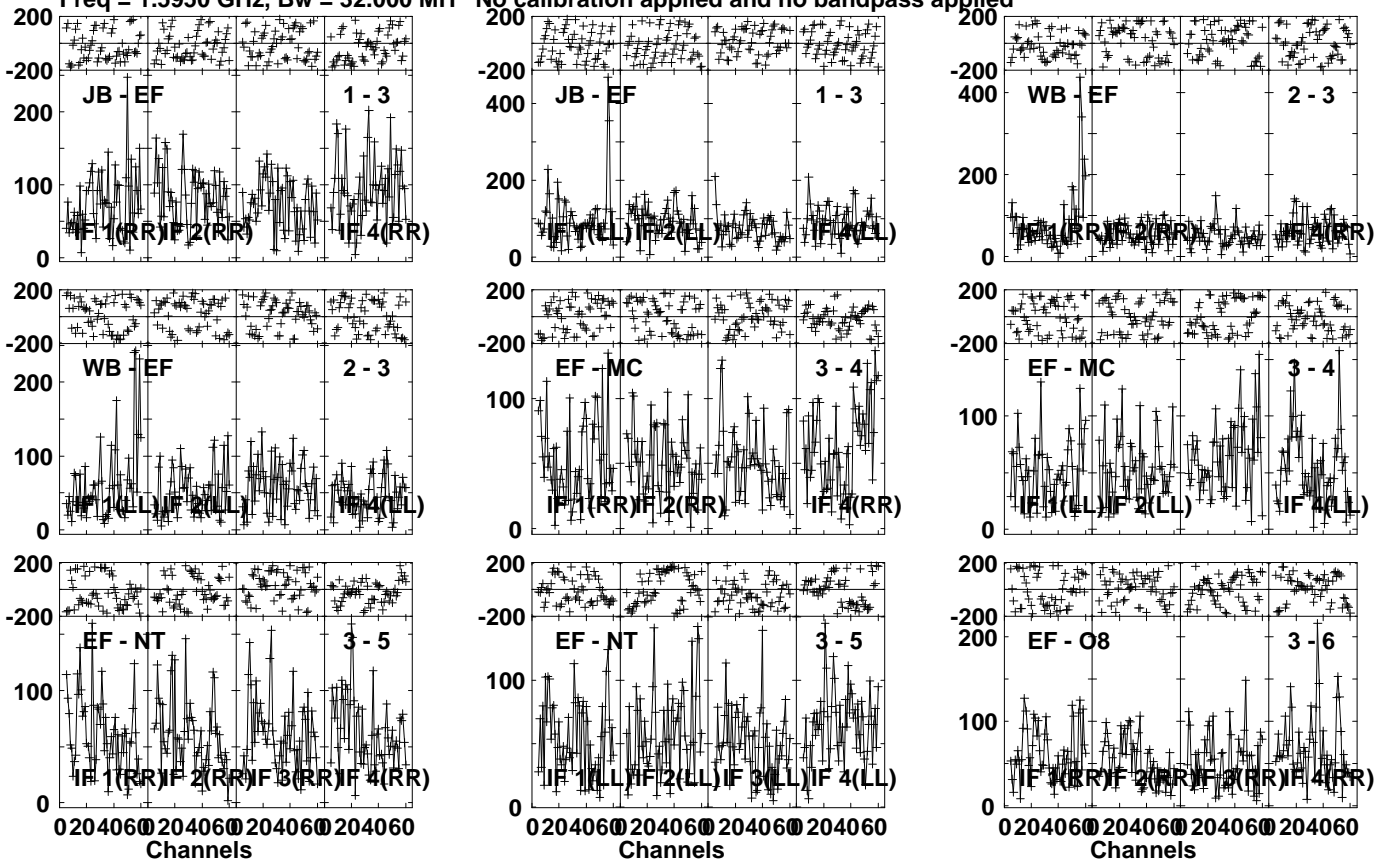 Freq = 1.5950 GHz, Bw = 32.000 MH No calibration applied and no bandpass applied
200
-200
200
100
0
JB - EF 1 - 3
IF 1(RR) IF 2(RR) IF 4(RR)
200
-200
400
200
0
JB - EF 1 - 3
IF 1(LL) IF 2(LL) IF 4(LL)
200
-200
400
200
0
WB - EF 2 - 3
IF 1(RR) IF 2(RR) IF 4(RR)
200
-200
200
100
0
WB - EF 2 - 3
IF 1(LL) IF 2(LL) IF 4(LL)
200
-200
100
0
EF - MC 3 - 4
IF 1(RR) IF 2(RR) IF 4(RR)
200
-200
100
0
EF - MC 3 - 4
IF 1(LL) IF 2(LL) IF 4(LL)
200
-200
100
0
EF - NT 3 - 5
IF 1(RR) IF 2(RR) IF 3(RR) IF 4(RR)
0 20 40 60 0 20 40 60 0 20 40 60 0 20 40 60
Channels
200
-200
100
0
EF - NT 3 - 5
IF 1(LL) IF 2(LL) IF 3(LL) IF 4(LL)
0 20 40 60 0 20 40 60 0 20 40 60 0 20 40 60
Channels
200
-200
200
100
0
EF - O8 3 - 6
IF 1(RR) IF 2(RR) IF 3(RR) IF 4(RR)
0 20 40 60 0 20 40 60 0 20 40 60 0 20 40 60
Channels